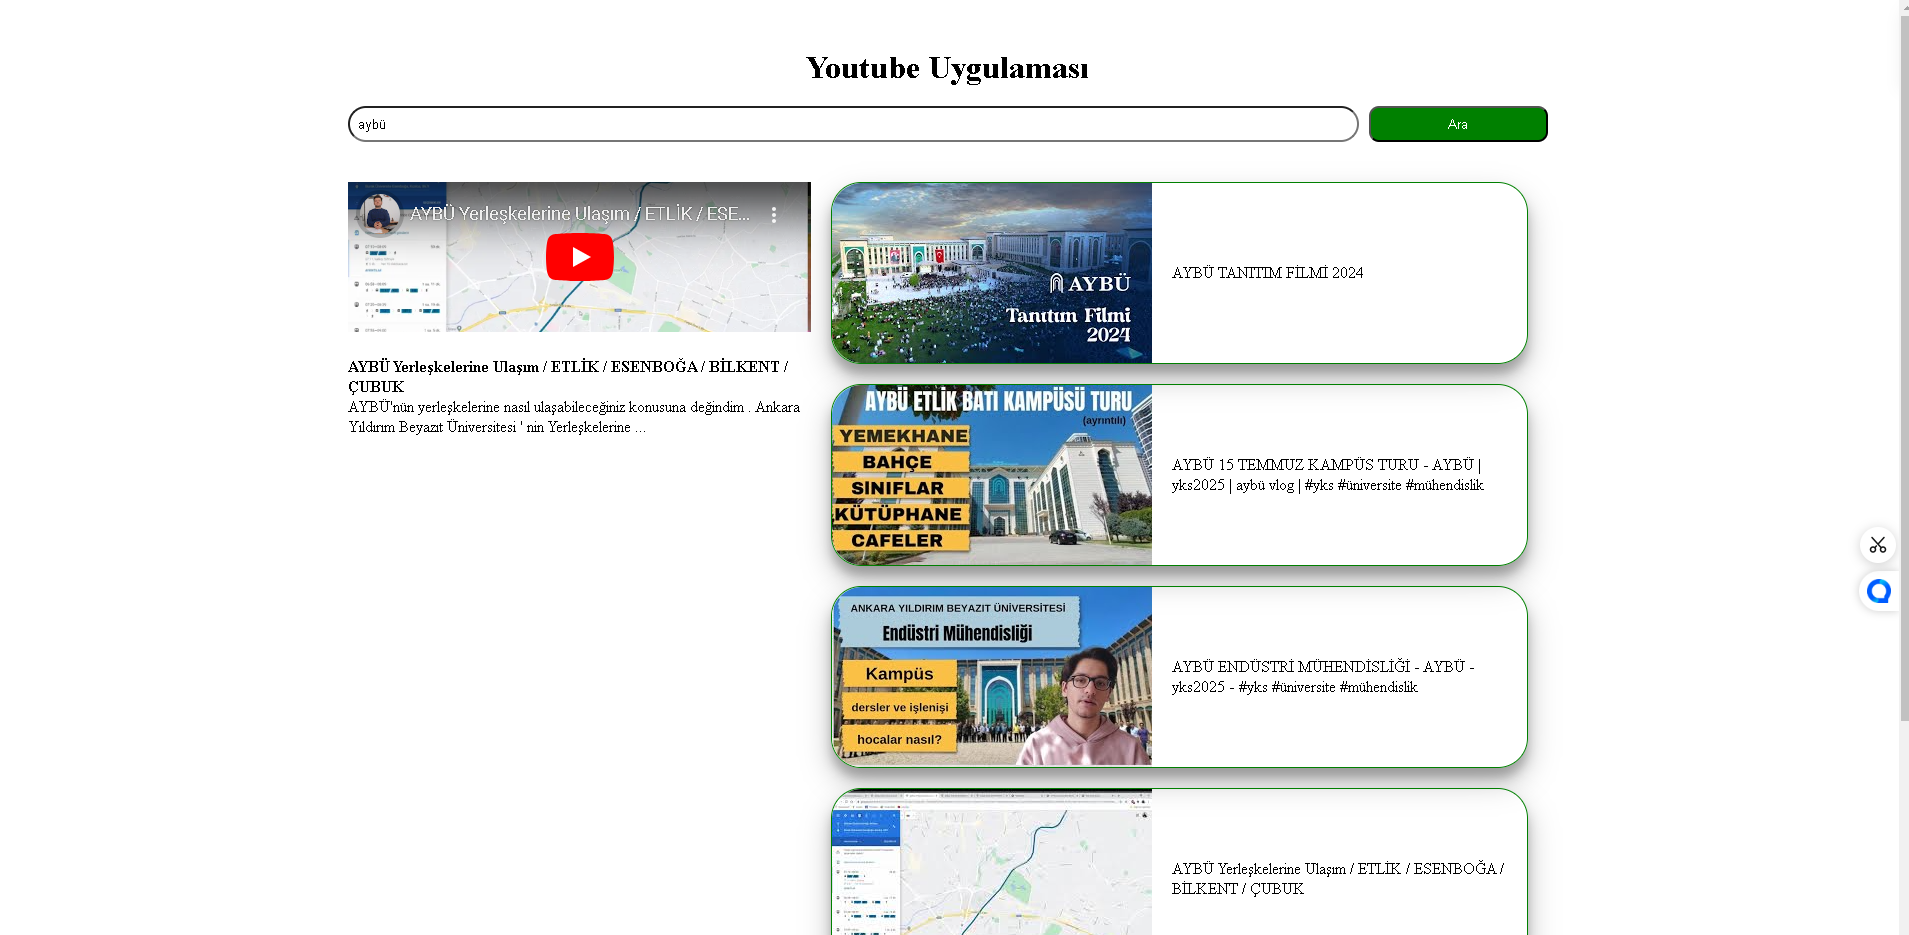 Youtube Uygulaması
aybü
Ara
AYBÜ Yerleşkelerine Ulaşım / ETLİK / ESE...
AYBÜ Yerleşkelerine Ulaşım / ETLİK / ESENBOĞA / BİLKENT /
ÇUBUK
AYBÜ'nün yerleşkelerine nasıl ulaşabileceğiniz konusuna değindim . Ankara
Yıldırım Beyazıt Üniversitesi ' nin Yerleşkelerine ...
AYBÜ
Tanıtım Filmi
2024
AYBÜ TANITIM FİLMİ 2024
AYBÜ ETLİK BATI KAMPÜSÜ TURU
(ayrıntılı)
YEMEKHANE
BAHÇE
SINIFLAR
KÜTÜPHANE
CAFELER
AYBÜ 15 TEMMUZ KAMPÜS TURU - AYBÜ |
yks2025 | aybü vlog | #yks #üniversite #mühendislik
ANKARA YILDIRIM BEYAZIT ÜNİVERSİTESİ
Endüstri Mühendisliği
Kampüs
dersler ve işlenişi
hocalar nasıl?
AYBÜ ENDÜSTRİ MÜHENDİSLİĞİ - AYBÜ -
yks2025 - #yks #üniversite #mühendislik
AYBÜ Yerleşkelerine Ulaşım / ETLİK / ESENBOĞA /
BİLKENT / ÇUBUK